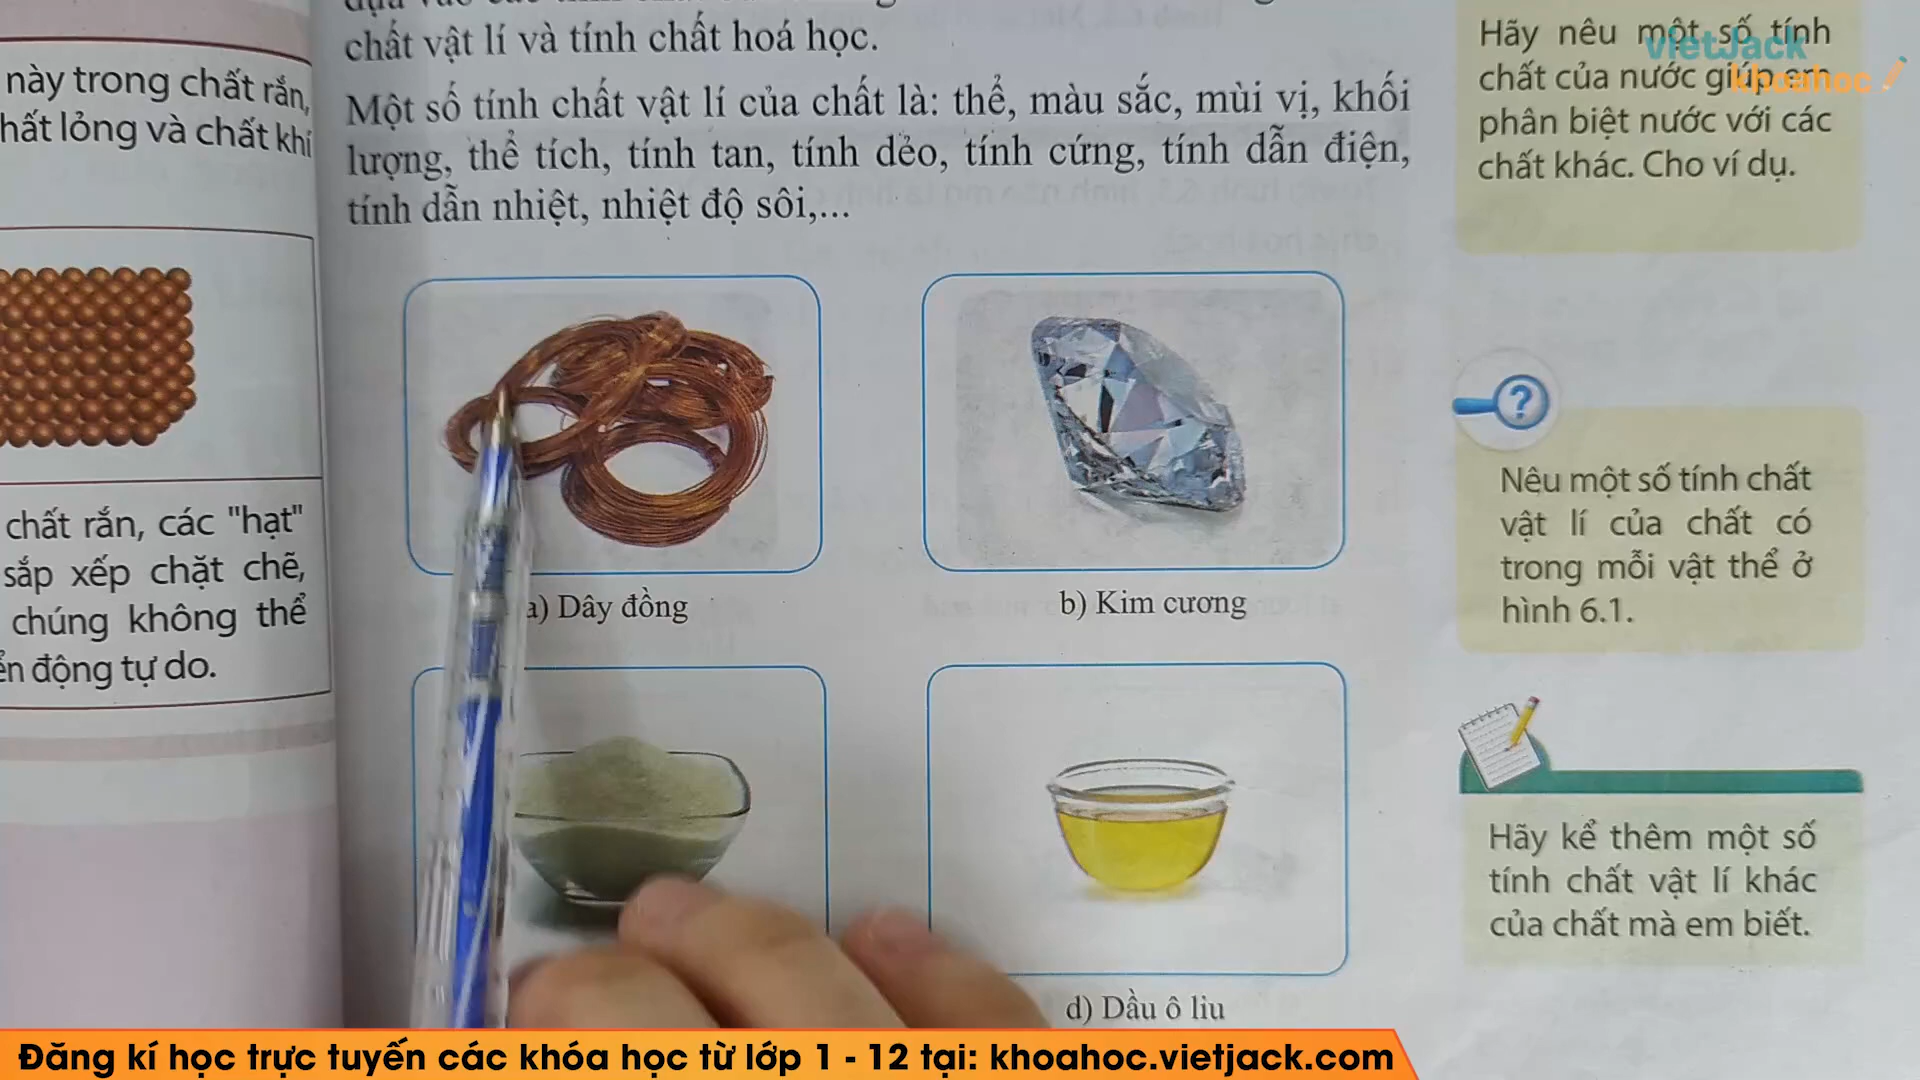 chất vật lí và tính chất hoá học.
Một số tính chất vật lí của chất là: thể, màu sắc, mùi vị, khối
lượng, thể tích, tính tan, tính dẻo, tính cứng, tính dẫn điện,
tính dẫn nhiệt, nhiệt độ sôi,...
này trong chất rắn,
hất lỏng và chất khí
chất rắn, các "hạt"
sắp xếp chặt chẽ,
chúng không thể
ển động tự do.
a) Dây đồng
b) Kim cương
d) Dầu ô liu
Hãy nêu một số tính
chất của nước giúp em
phân biệt nước với các
chất khác. Cho ví dụ.
vietJack
khoahoc
?
Nêu một số tính chất
vật lí của chất có
trong mỗi vật thể ở
hình 6.1.
Hãy kể thêm một số
tính chất vật lí khác
của chất mà em biết.
Đăng kí học trực tuyến các khóa học từ lớp 1 - 12 tại: khoahoc.vietjack.com